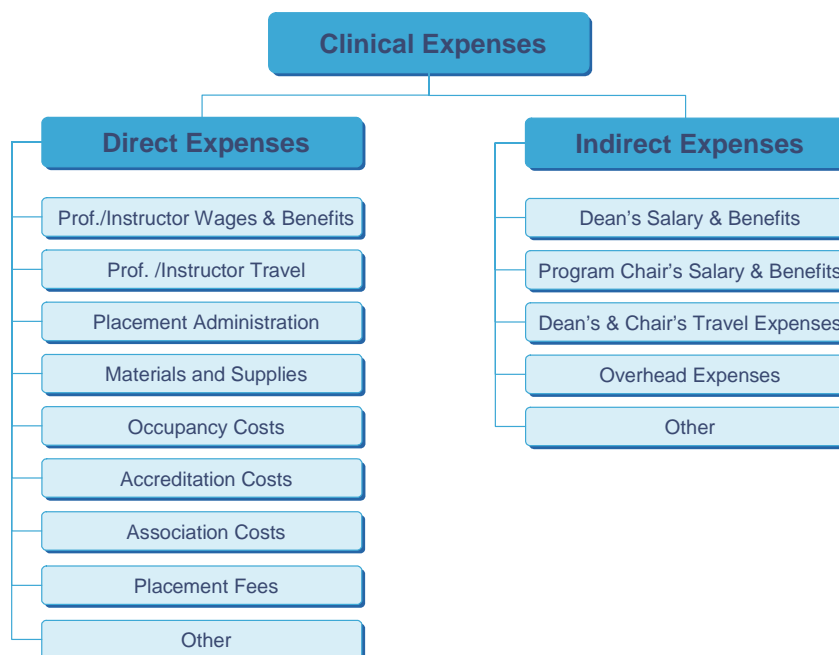 Clinical Expenses
Direct Expenses
Prof./Instructor Wages & Benefits
Prof. /Instructor Travel
Placement Administration
Materials and Supplies
Occupancy Costs
Accreditation Costs
Association Costs
Placement Fees
Other
Indirect Expenses
Dean's Salary & Benefits
Program Chair's Salary & Benefits
Dean's & Chair's Travel Expenses
Overhead Expenses
Other